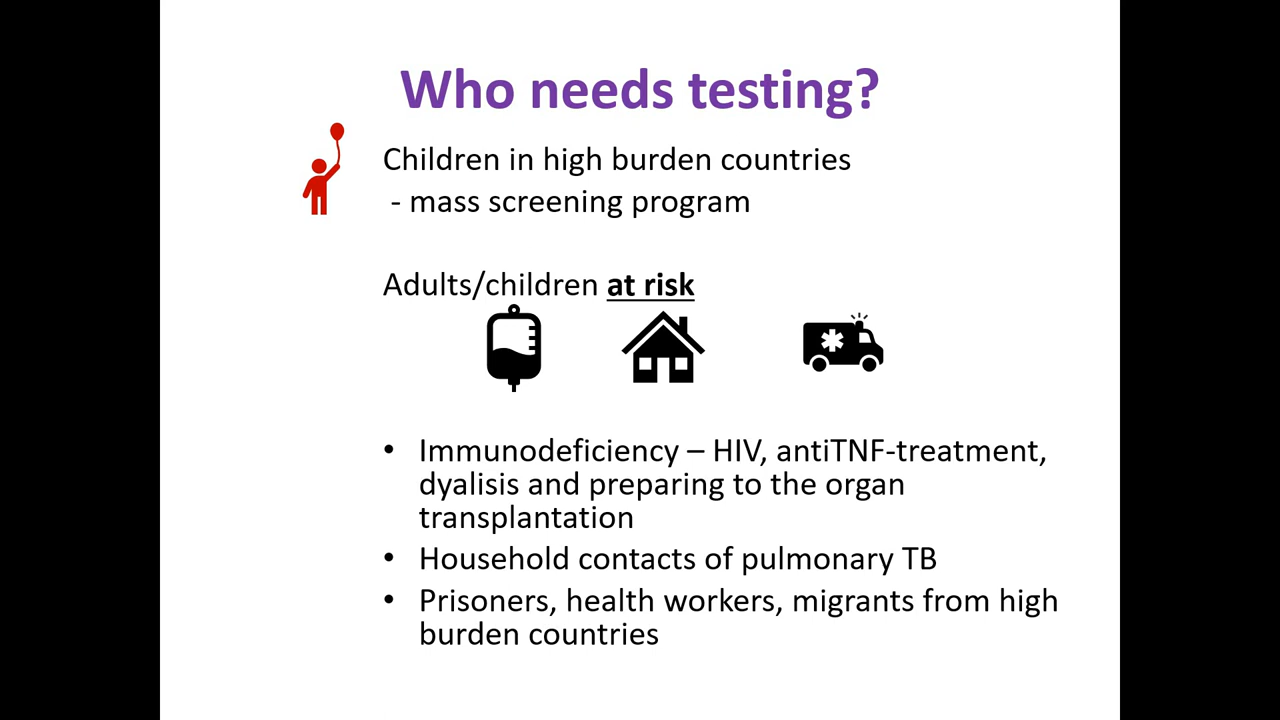 Who needs testing?
Children in high burden countries
- mass screening program
Adults/children at risk
• Immunodeficiency – HIV, antiTNF-treatment,
dyalisis and preparing to the organ
transplantation
• Household contacts of pulmonary TB
• Prisoners, health workers, migrants from high
burden countries